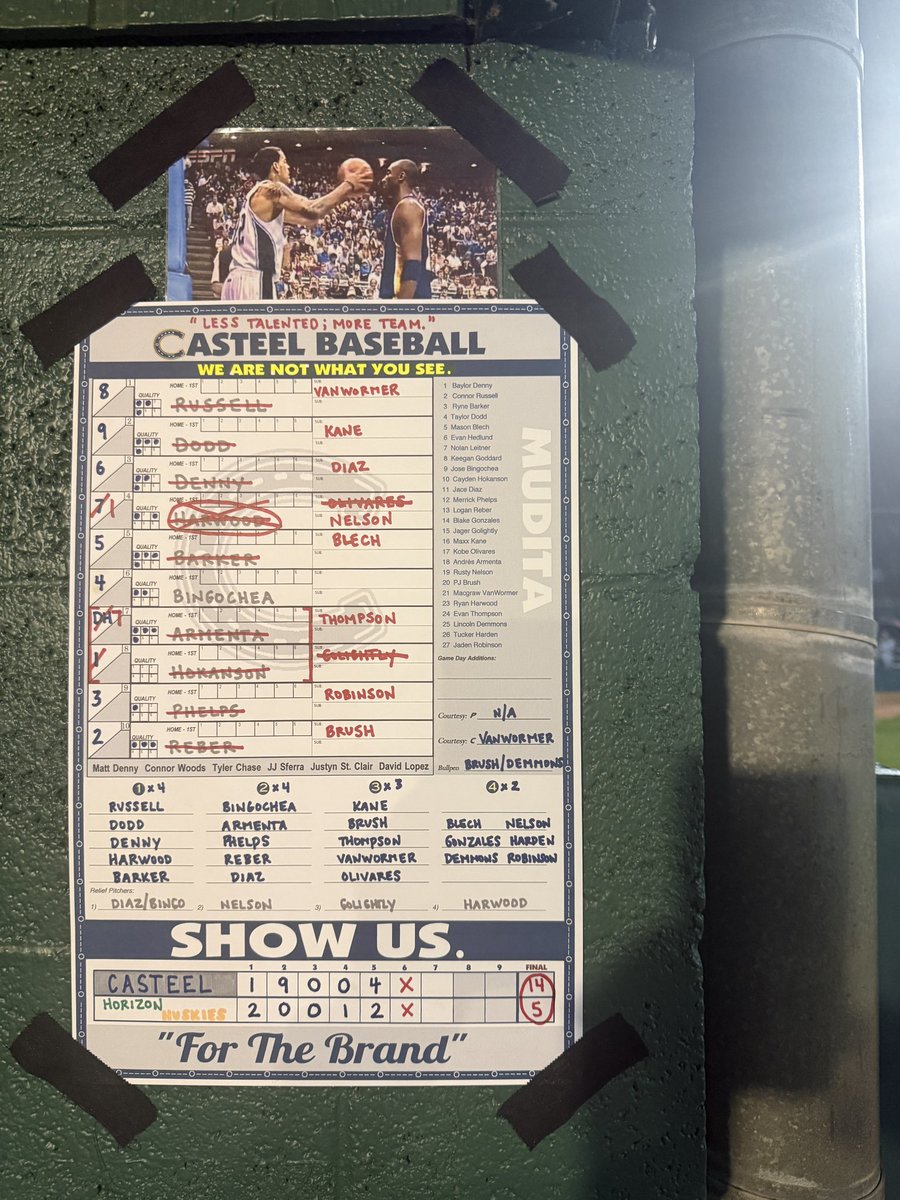 ESPN
"LESS TALENTED; MORE TEAM."
CASTEEL BASEBALL
WE ARE NOT WHAT YOU SEE.
8 QUALITY HOME - 1ST RUSSELL SUB VANWORMER
9 QUALITY HOME - 1ST DODD SUB KANE
6 QUALITY HOME - 1ST DENNY SUB DIAZ
7/1 QUALITY HOME - 1ST HARWOOD SUB OLIVARES
NELSON
5 QUALITY HOME - 1ST BARKER SUB BLECH
4 QUALITY HOME - 1ST BINGOCHEA SUB
DH7 QUALITY HOME - 1ST ARMENTA SUB THOMPSON
1 QUALITY HOME - 1ST HOKANSON SUB GOLIGHTLY
3 QUALITY HOME - 1ST PHELPS SUB ROBINSON
2 QUALITY HOME - 1ST REBER SUB BRUSH
MUDITA
1 Baylor Denny
2 Connor Russell
3 Ryne Barker
4 Taylor Dodd
5 Mason Blech
6 Evan Hedlund
7 Nolan Leitner
8 Keegan Goddard
9 Jose Bingochea
10 Cayden Hokanson
11 Jace Diaz
12 Merrick Phelps
13 Logan Reber
14 Blake Gonzales
15 Jager Golightly
16 Maxx Kane
17 Kobe Olivares
18 Andrés Armenta
19 Rusty Nelson
20 PJ Brush
21 Macgraw VanWormer
23 Ryan Harwood
24 Evan Thompson
25 Lincoln Demmons
26 Tucker Harden
27 Jaden Robinson
Game Day Additions:
Courtesy: P N/A
Courtesy: C VANWORMER
Bullpen BRUSH/DEMMONS
Matt Denny Connor Woods Tyler Chase JJ Sferra Justyn St. Clair David Lopez
1 x 4 2 x 4 3 x 3 4 x 2
RUSSELL BINGOCHEA KANE
DODD ARMENTA BRUSH BLECH NELSON
DENNY PHELPS THOMPSON GONZALES HARDEN
HARWOOD REBER VANWORMER DEMMONS ROBINSON
BARKER DIAZ OLIVARES
Relief Pitchers:
1) DIAZ/BINGO 2) NELSON 3) GOLIGHTLY 4) HARWOOD
SHOW US.
1 2 3 4 5 6 7 8 9 FINAL
CASTEEL 1 9 0 0 4 X 14
HORIZON HUSKIES 2 0 0 1 2 X 5
"For The Brand"